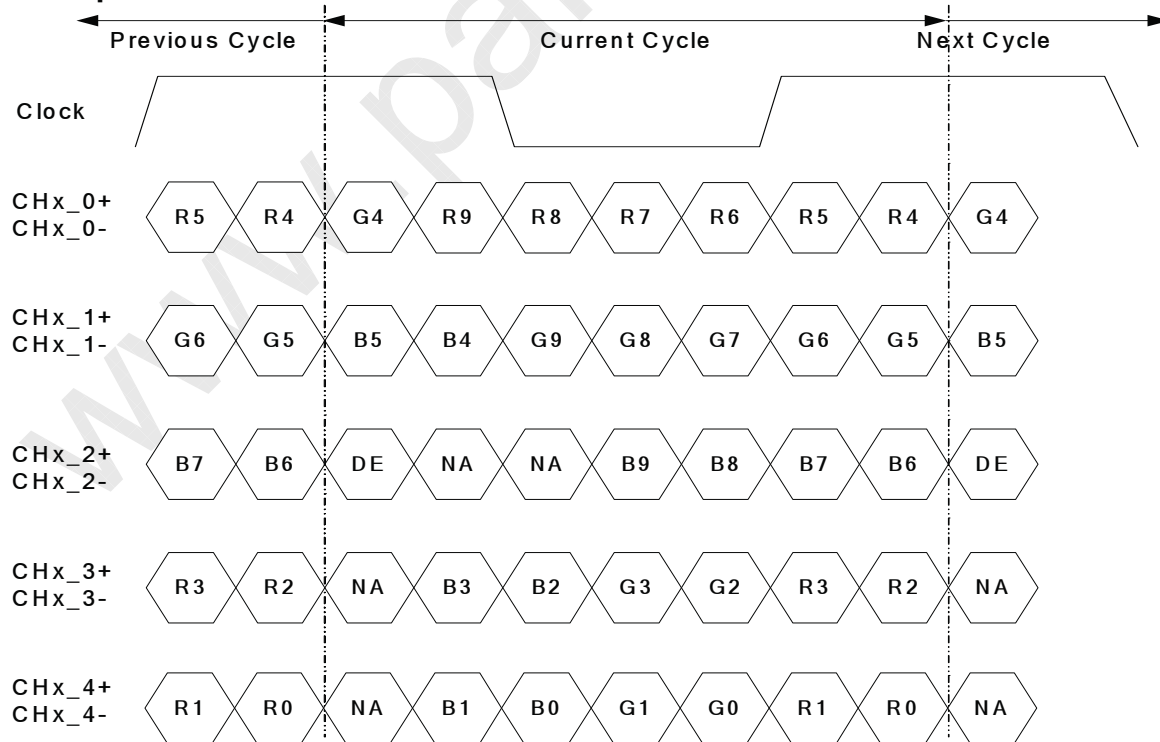 Previous Cycle Current Cycle Next Cycle
Clock
CHx_0+
CHx_0-
R5 R4 G4 R9 R8 R7 R6 R5 R4 G4
CHx_1+
CHx_1-
G6 G5 B5 B4 G9 G8 G7 G6 G5 B5
CHx_2+
CHx_2-
B7 B6 DE NA NA B9 B8 B7 B6 DE
CHx_3+
CHx_3-
R3 R2 NA B3 B2 G3 G2 R3 R2 NA
CHx_4+
CHx_4-
R1 R0 NA B1 B0 G1 G0 R1 R0 NA